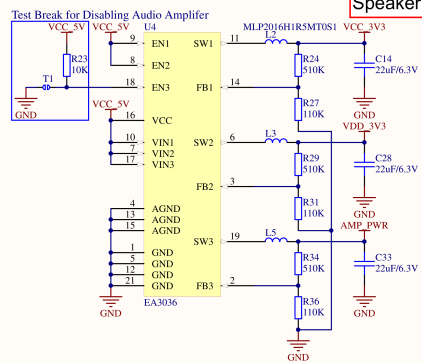 Speaker
Test Break for Disabling Audio Amplifer
VCC_5V VCC_5V U4 MLP2016H1R5MT0S1 VCC_3V3
9 EN1 SW1 11 L2
R23 10K
8 EN2
R24 510K
C14 22uF/6.3V
T1 18 EN3 FB1 14
GND
VCC_5V
R27 110K
GND
16 VCC
VDD_3V3
10 VIN1 SW2 6 L3
7 VIN2
17 VIN3
R29 510K
C28 22uF/6.3V
FB2 3
4 AGND
13 AGND
15 AGND
R31 110K
GND
AMP_PWR
SW3 19 L5
1 GND
5 GND
12 GND
21 GND
R34 510K
C33 22uF/6.3V
FB3 2
GND
EA3036
R36 110K
GND
GND